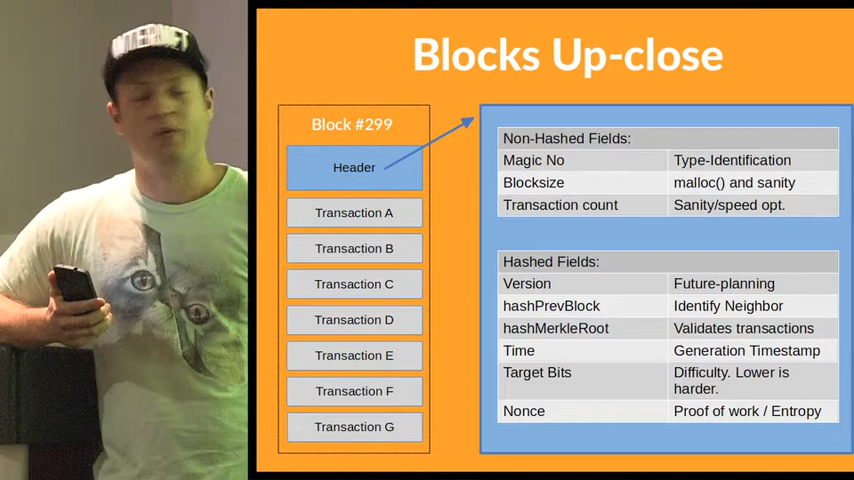 INTERNET
Blocks Up-close
Block #299
Header
Transaction A
Transaction B
Transaction C
Transaction D
Transaction E
Transaction F
Transaction G
Non-Hashed Fields:
Magic No Type-Identification
Blocksize malloc() and sanity
Transaction count Sanity/speed opt.
Hashed Fields:
Version Future-planning
hashPrevBlock Identify Neighbor
hashMerkleRoot Validates transactions
Time Generation Timestamp
Target Bits Difficulty. Lower is
harder.
Nonce Proof of work / Entropy